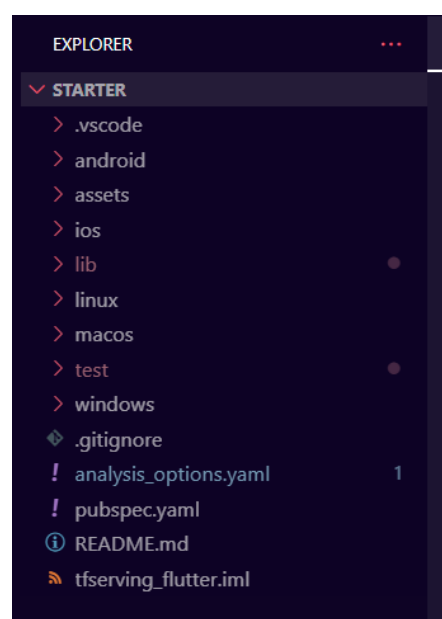 EXPLORER ...
STARTER
.vscode
android
assets
ios
lib
linux
macos
test
windows
.gitignore
! analysis_options.yaml 1
! pubspec.yaml
README.md
tfserving_flutter.iml